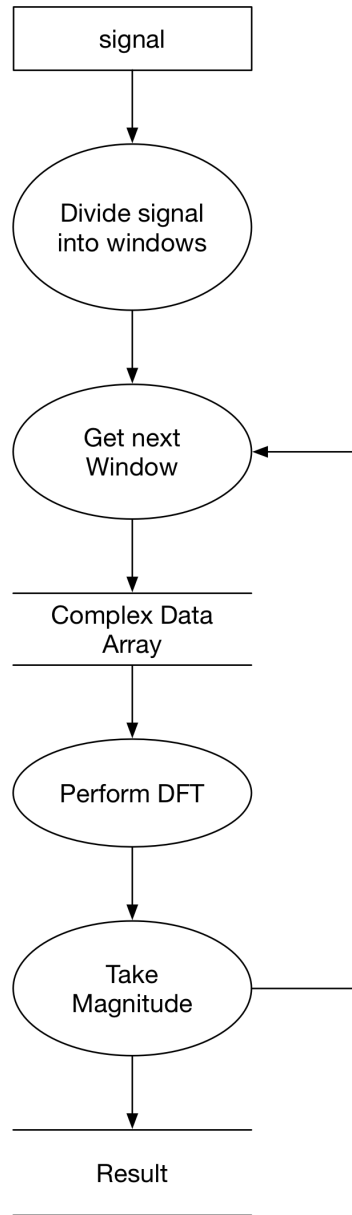 signal
Divide signal
into windows
Get next
Window
Complex Data
Array
Perform DFT
Take
Magnitude
Result